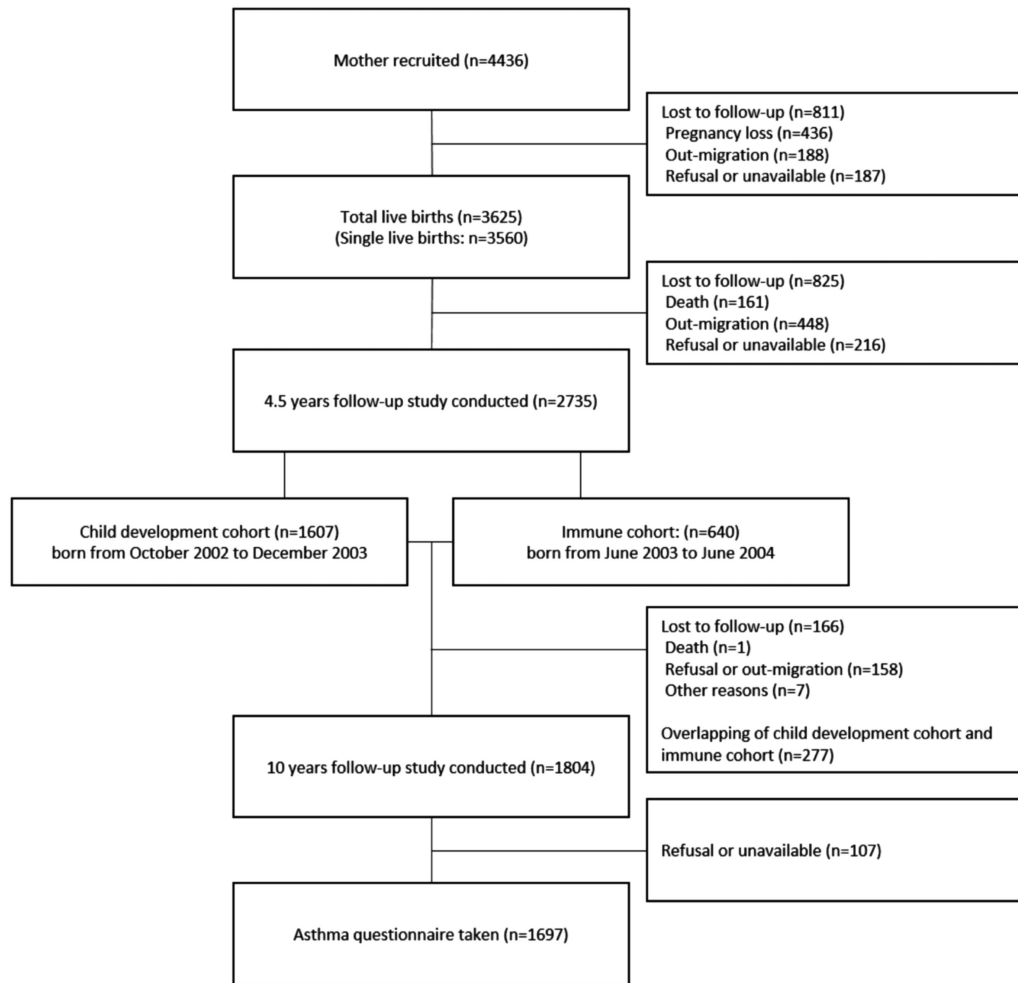 Mother recruited (n=4436)
Lost to follow-up (n=811)
Pregnancy loss (n=436)
Out-migration (n=188)
Refusal or unavailable (n=187)
Total live births (n=3625)
(Single live births: n=3560)
Lost to follow-up (n=825)
Death (n=161)
Out-migration (n=448)
Refusal or unavailable (n=216)
4.5 years follow-up study conducted (n=2735)
Child development cohort (n=1607)
born from October 2002 to December 2003
Immune cohort: (n=640)
born from June 2003 to June 2004
Lost to follow-up (n=166)
Death (n=1)
Refusal or out-migration (n=158)
Other reasons (n=7)
Overlapping of child development cohort and
immune cohort (n=277)
10 years follow-up study conducted (n=1804)
Refusal or unavailable (n=107)
Asthma questionnaire taken (n=1697)